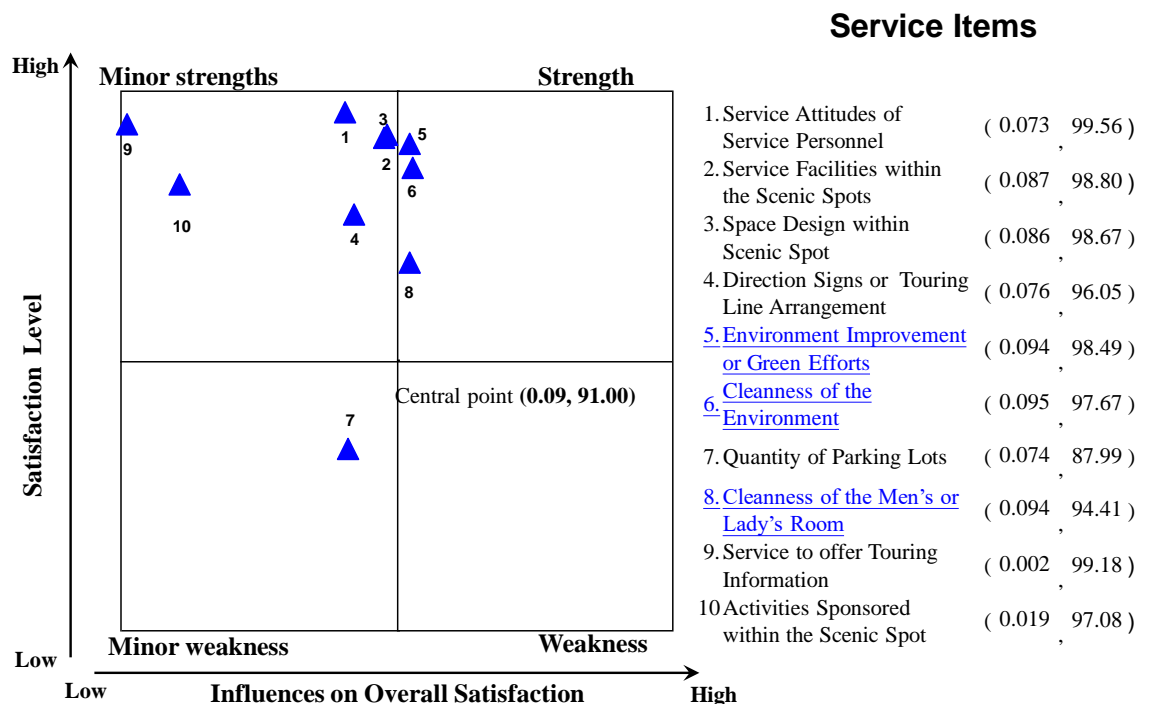 Service Items
High
Minor strengths
Strength
9
1
3
5
2
6
10
4
8
Satisfaction Level
Central point (0.09, 91.00)
7
Low
Minor weakness
Weakness
Low
Influences on Overall Satisfaction
High
1. Service Attitudes of
Service Personnel
( 0.073 , 99.56 )
2. Service Facilities within
the Scenic Spots
( 0.087 , 98.80 )
3. Space Design within
Scenic Spot
( 0.086 , 98.67 )
4. Direction Signs or Touring
Line Arrangement
( 0.076 , 96.05 )
5. Environment Improvement
or Green Efforts
( 0.094 , 98.49 )
6. Cleanness of the
Environment
( 0.095 , 97.67 )
7. Quantity of Parking Lots
( 0.074 , 87.99 )
8. Cleanness of the Men's or
Lady's Room
( 0.094 , 94.41 )
9. Service to offer Touring
Information
( 0.002 , 99.18 )
10 Activities Sponsored
within the Scenic Spot
( 0.019 , 97.08 )